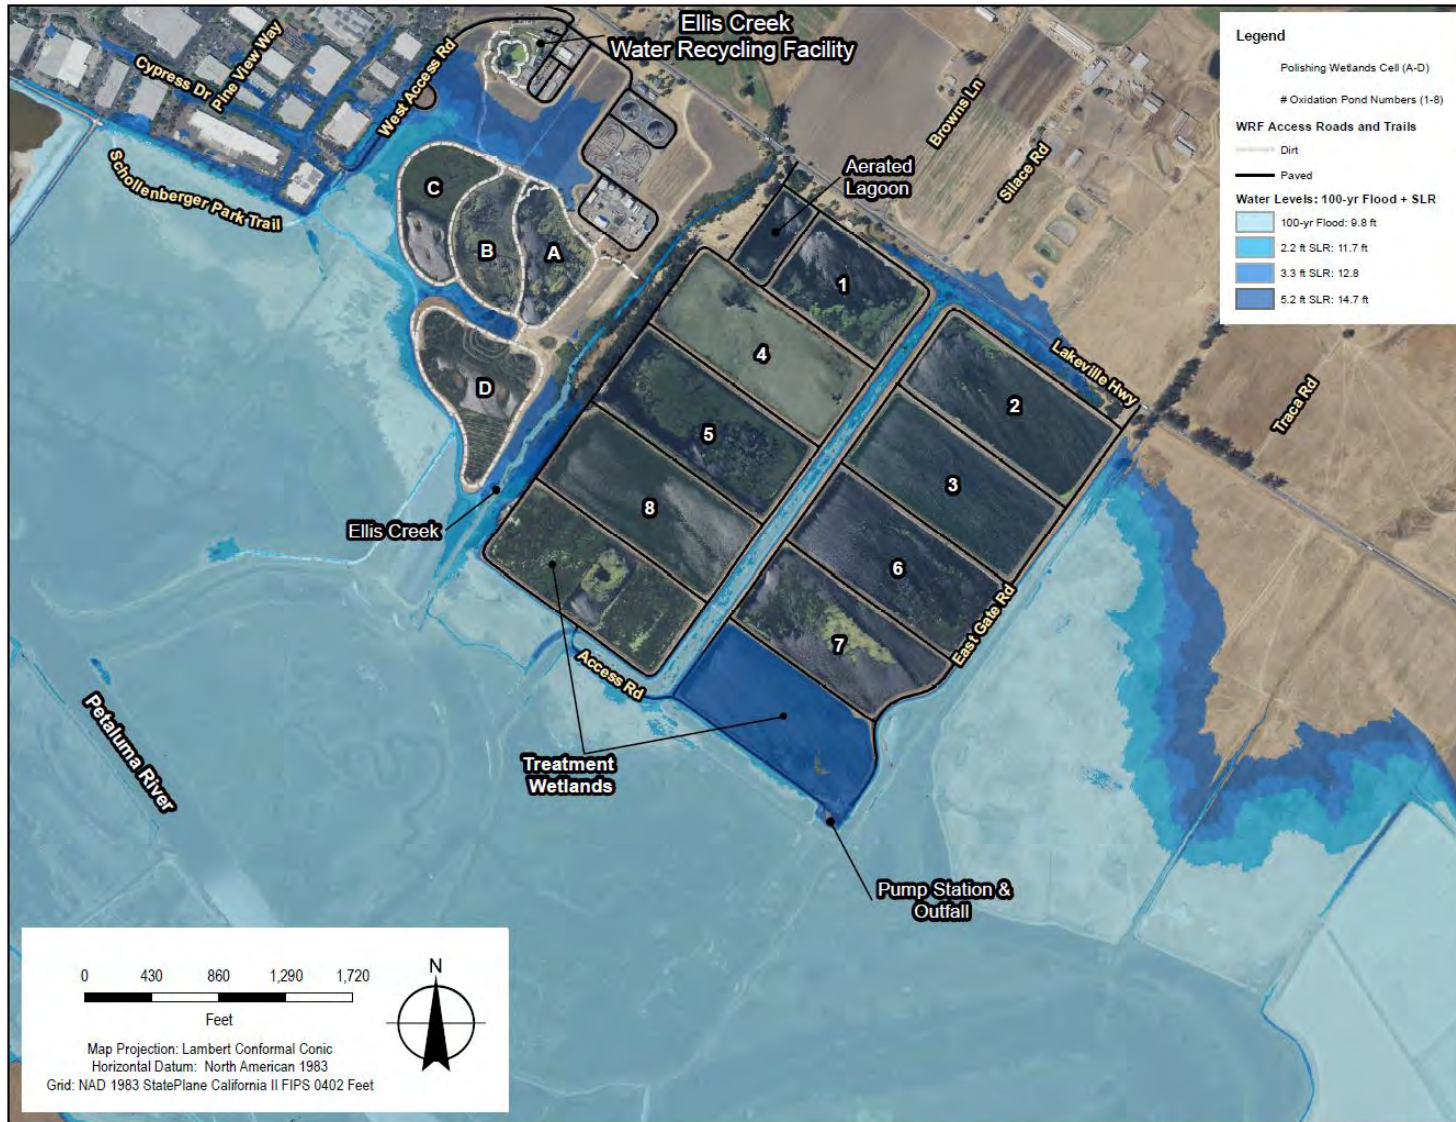 Ellis Creek
Water Recycling Facility
Cypress Dr
Pine View Way
West Access Rd
Schollenberger Park Trail
Browns Ln
Silace Rd
Aerated
Lagoon
Lakeville Hwy
Traca Rd
C
B
A
D
1
4
2
5
3
8
6
7
Ellis Creek
East Gate Rd
Access Rd
Petaluma River
Treatment
Wetlands
Pump Station &
Outfall
Legend
Polishing Wetlands Cell (A-D)
# Oxidation Pond Numbers (1-8)
WRF Access Roads and Trails
Dirt
Paved
Water Levels: 100-yr Flood + SLR
100-yr Flood: 9.8 ft
2.2 ft SLR: 11.7 ft
3.3 ft SLR: 12.8
5.2 ft SLR: 14.7 ft
0 430 860 1,290 1,720
Feet
N
Map Projection: Lambert Conformal Conic
Horizontal Datum: North American 1983
Grid: NAD 1983 StatePlane California II FIPS 0402 Feet